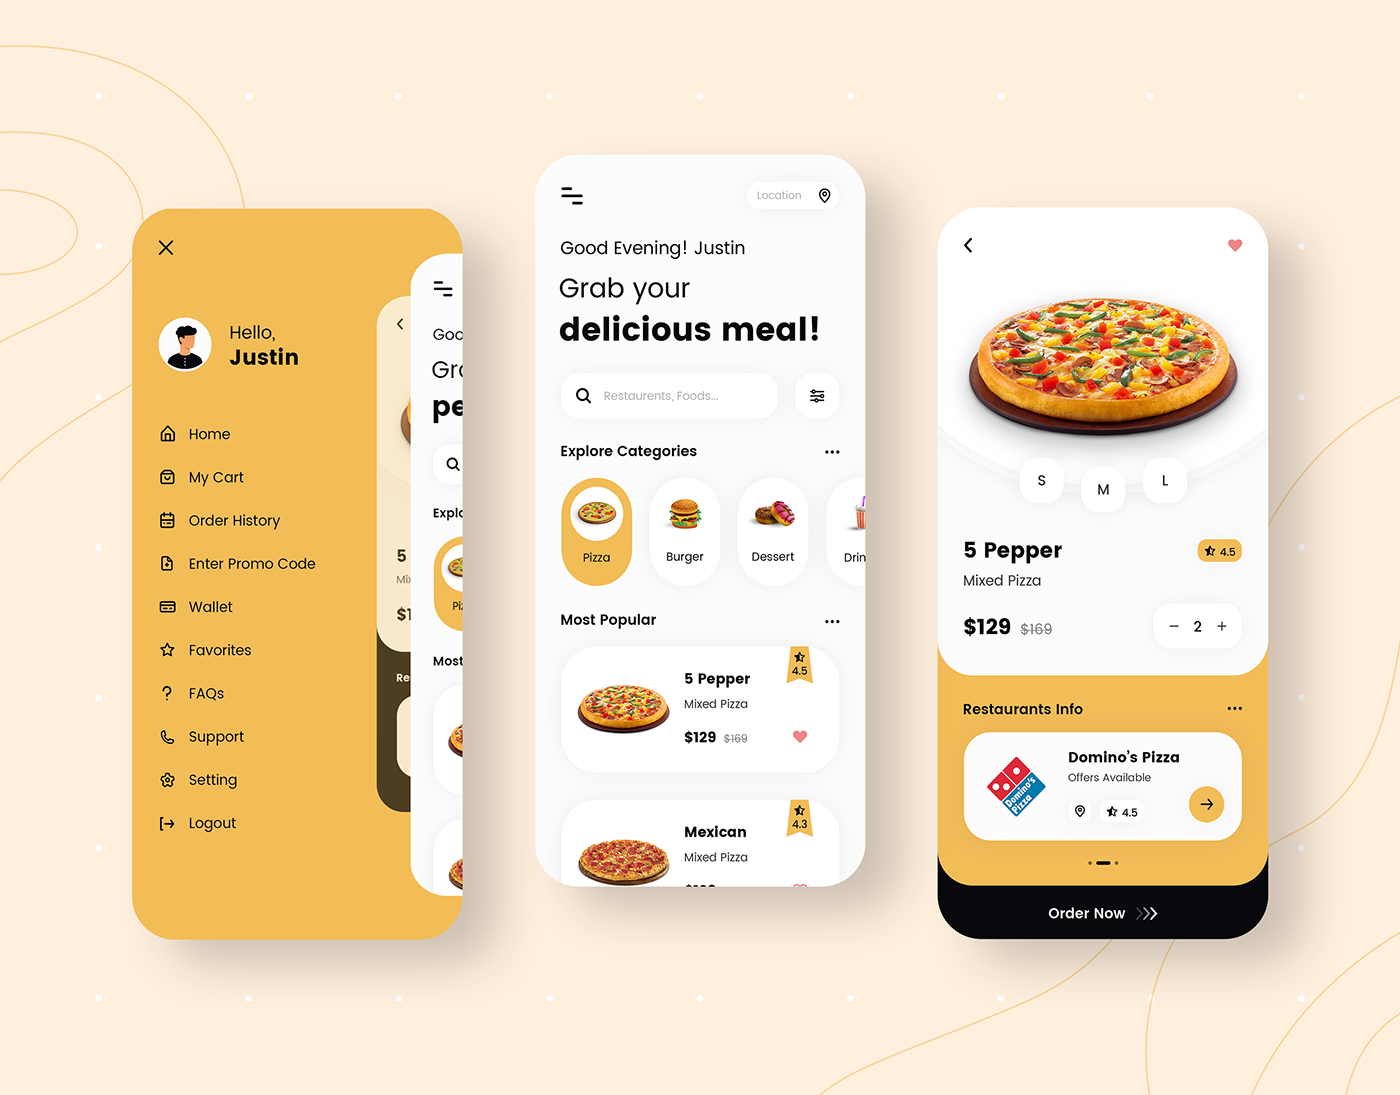 Hello,
Justin
Home
My Cart
Order History
Enter Promo Code
Wallet
Favorites
FAQs
Support
Setting
Logout
5
$1
Re
Goo
Gr
pe
Explo
Most
Location
Good Evening! Justin
Grab your
delicious meal!
Restaurents, Foods...
Explore Categories
Pizza
Burger
Dessert
Drin
Most Popular
5 Pepper
4.5
Mixed Pizza
$129 $169
Mexican
4.3
Mixed Pizza
S
M
L
5 Pepper
4.5
Mixed Pizza
$129 $169
2
Restaurants Info
Domino's Pizza
Offers Available
4.5
Domino's
Pizza
Order Now